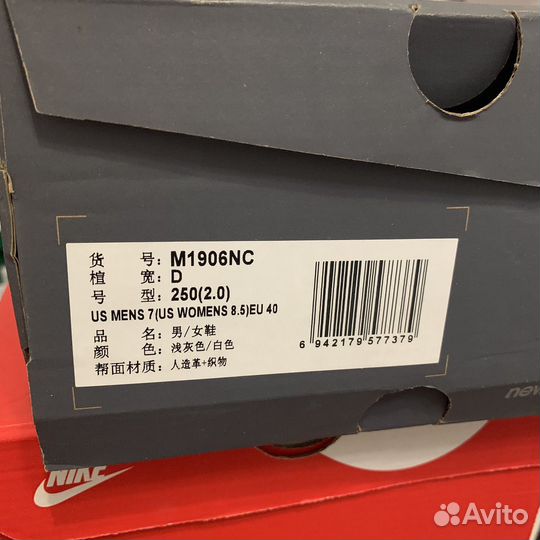 货 号: M1906NC
楦 宽: D
号 型: 250(2.0)
US MENS 7(US WOMENS 8.5)EU 40
品 名: 男/女鞋
颜 色: 浅灰色/白色
帮面材质: 人造革+织物
6 942179 577379
new
NIKE
Avito